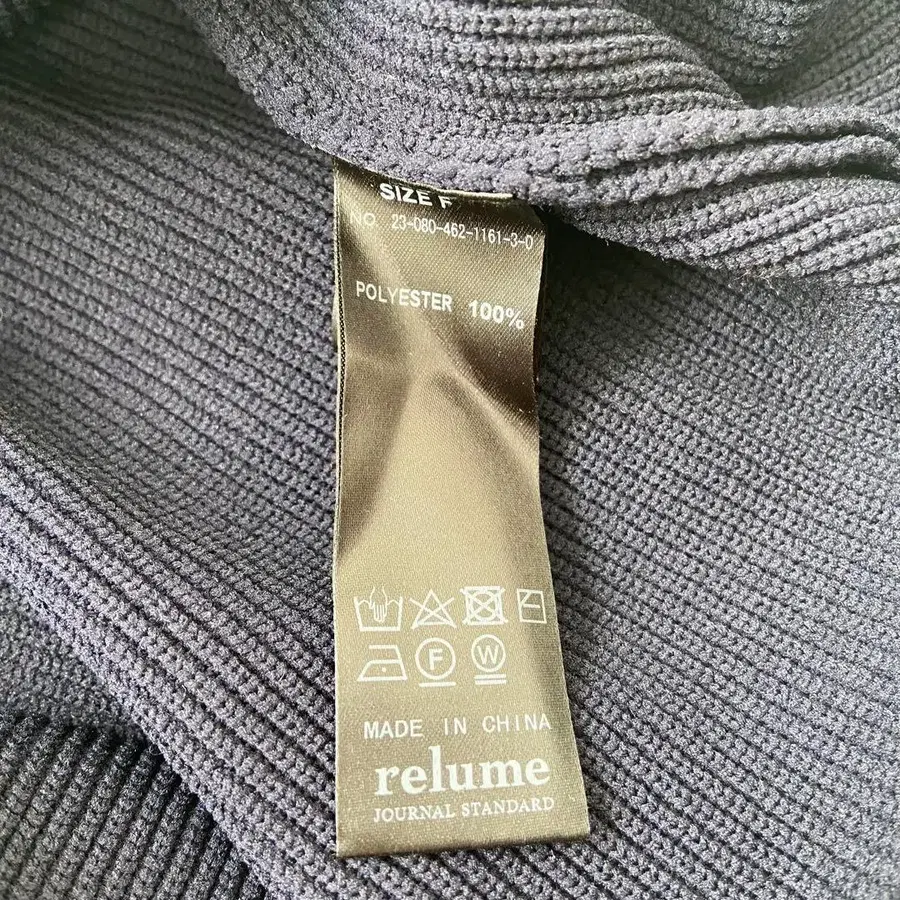 SIZE F
NO 23-080-462-1161-3-0
POLYESTER 100%
F W
MADE IN CHINA
relume
JOURNAL STANDARD